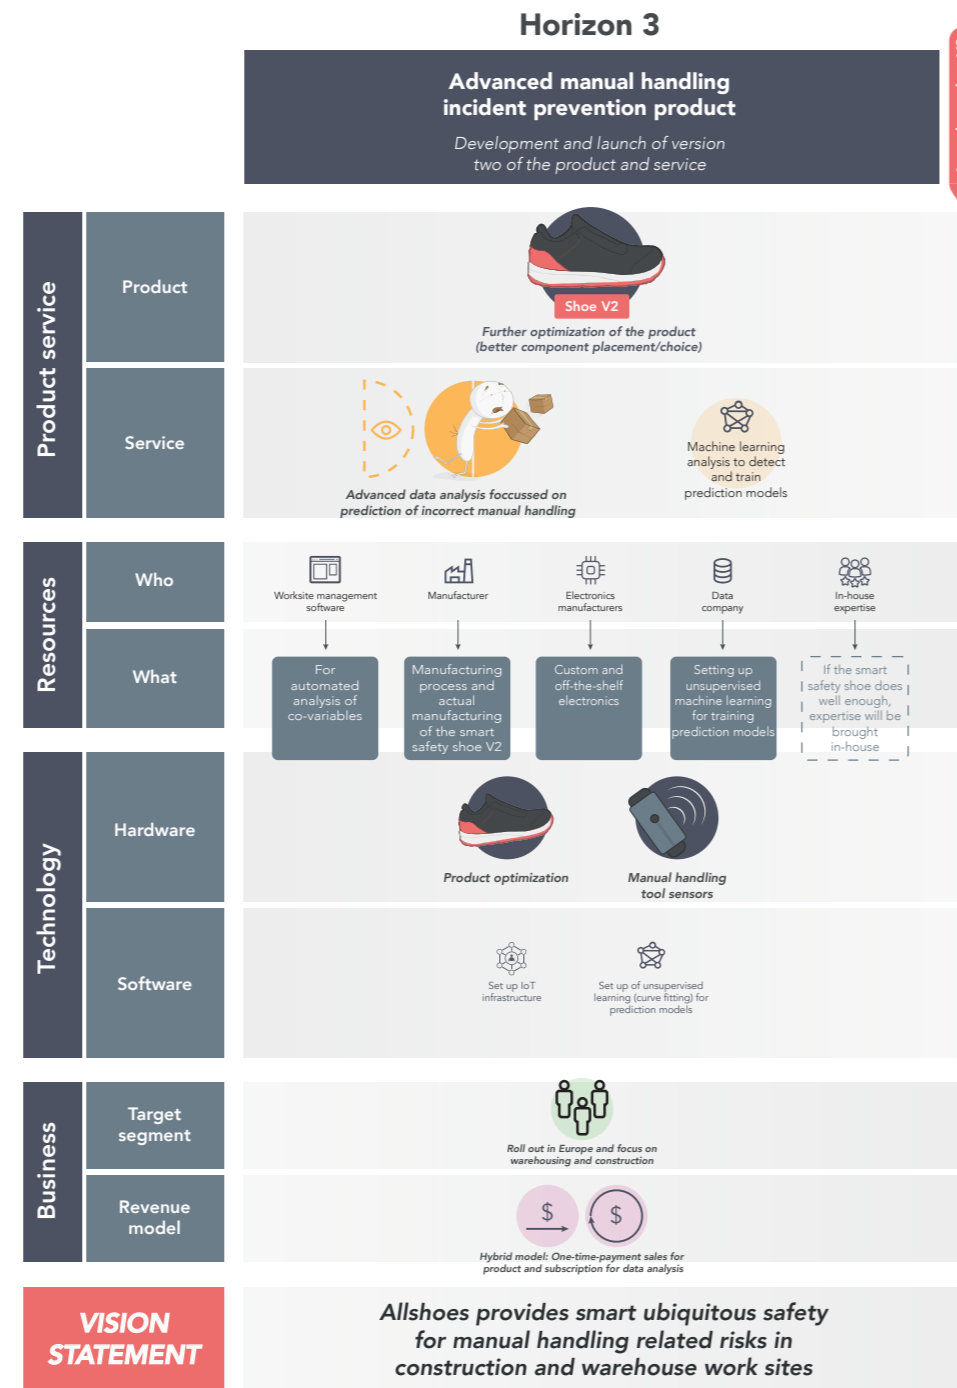 Horizon 3
Advanced manual handling
incident prevention product
Development and launch of version
two of the product and service
Product service
Product
Shoe V2
Further optimization of the product
(better component placement/choice)
Service
Advanced data analysis foccussed on
prediction of incorrect manual handling
Machine learning
analysis to detect
and train
prediction models
Resources
Who
Worksite management
software
Manufacturer
Electronics
manufacturers
Data
company
In-house
expertise
What
For
automated
analysis of
co-variables
Manufacturing
process and
actual
manufacturing
of the smart
safety shoe V2
Custom and
off-the-shelf
electronics
Setting up
unsupervised
machine learning
for training
prediction models
If the smart
safety shoe does
well enough,
expertise will be
brought
in-house
Technology
Hardware
Product optimization
Manual handling
tool sensors
Software
Set up IoT
infrastructure
Set up of unsupervised
learning (curve fitting) for
prediction models
Business
Target
segment
Roll out in Europe and focus on
warehousing and construction
Revenue
model
$
$
Hybrid model: One-time-payment sales for
product and subscription for data analysis
VISION
STATEMENT
Allshoes provides smart ubiquitous safety
for manual handling related risks in
construction and warehouse work sites